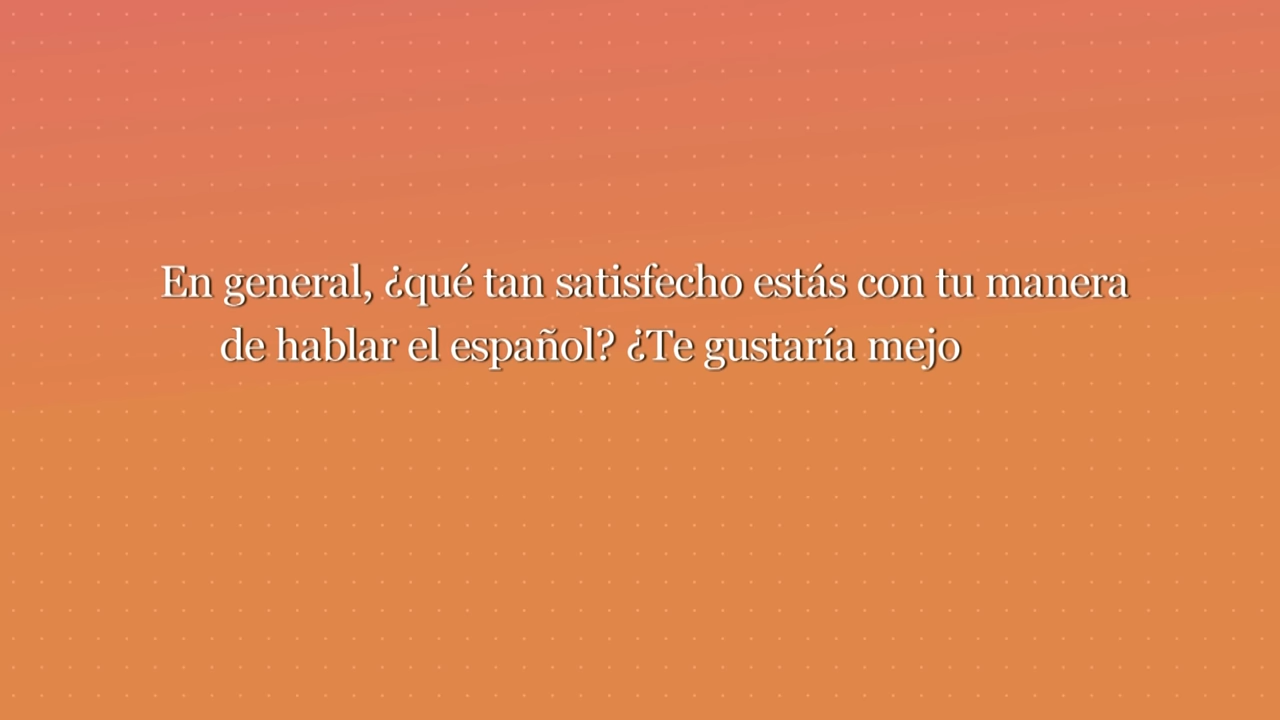 En general, ¿qué tan satisfecho estás con tu manera
de hablar el español? ¿Te gustaría mejo